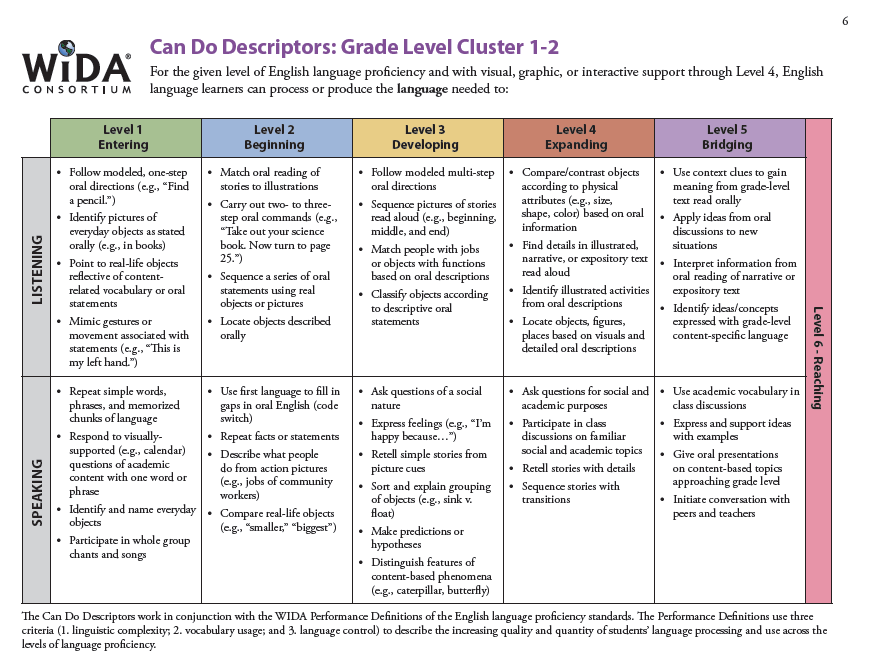 6
WIDA®
CONSORTIUM
Can Do Descriptors: Grade Level Cluster 1-2
For the given level of English language proficiency and with visual, graphic, or interactive support through Level 4, English
language learners can process or produce the language needed to:
Level 1
Entering
Level 2
Beginning
Level 3
Developing
Level 4
Expanding
Level 5
Bridging
LISTENING
• Follow modeled, one-step
oral directions (e.g., “Find
a pencil.”)
• Identify pictures of
everyday objects as stated
orally (e.g., in books)
• Point to real-life objects
reflective of content-
related vocabulary or oral
statements
• Mimic gestures or
movement associated with
statements (e.g., “This is
my left hand.”)
• Match oral reading of
stories to illustrations
• Carry out two- to three-
step oral commands (e.g.,
“Take out your science
book. Now turn to page
25.”)
• Sequence a series of oral
statements using real
objects or pictures
• Locate objects described
orally
• Follow modeled multi-step
oral directions
• Sequence pictures of stories
read aloud (e.g., beginning,
middle, and end)
• Match people with jobs
or objects with functions
based on oral descriptions
• Classify objects according
to descriptive oral
statements
• Compare/contrast objects
according to physical
attributes (e.g., size,
shape, color) based on oral
information
• Find details in illustrated,
narrative, or expository text
read aloud
• Identify illustrated activities
from oral descriptions
• Locate objects, figures,
places based on visuals and
detailed oral descriptions
• Use context clues to gain
meaning from grade-level
text read orally
• Apply ideas from oral
discussions to new
situations
• Interpret information from
oral reading of narrative or
expository text
• Identify ideas/concepts
expressed with grade-level
content-specific language
Level 6 - Reaching
SPEAKING
• Repeat simple words,
phrases, and memorized
chunks of language
• Respond to visually-
supported (e.g., calendar)
questions of academic
content with one word or
phrase
• Identify and name everyday
objects
• Participate in whole group
chants and songs
• Use first language to fill in
gaps in oral English (code
switch)
• Repeat facts or statements
• Describe what people
do from action pictures
(e.g., jobs of community
workers)
• Compare real-life objects
(e.g., “smaller,” “biggest”)
• Ask questions of a social
nature
• Express feelings (e.g., “I’m
happy because…”)
• Retell simple stories from
picture cues
• Sort and explain grouping
of objects (e.g., sink v.
float)
• Make predictions or
hypotheses
• Distinguish features of
content-based phenomena
(e.g., caterpillar, butterfly)
• Ask questions for social and
academic purposes
• Participate in class
discussions on familiar
social and academic topics
• Retell stories with details
• Sequence stories with
transitions
• Use academic vocabulary in
class discussions
• Express and support ideas
with examples
• Give oral presentations
on content-based topics
approaching grade level
• Initiate conversation with
peers and teachers
The Can Do Descriptors work in conjunction with the WIDA Performance Definitions of the English language proficiency standards. The Performance Definitions use three
criteria (1. linguistic complexity; 2. vocabulary usage; and 3. language control) to describe the increasing quality and quantity of students’ language processing and use across the
levels of language proficiency.